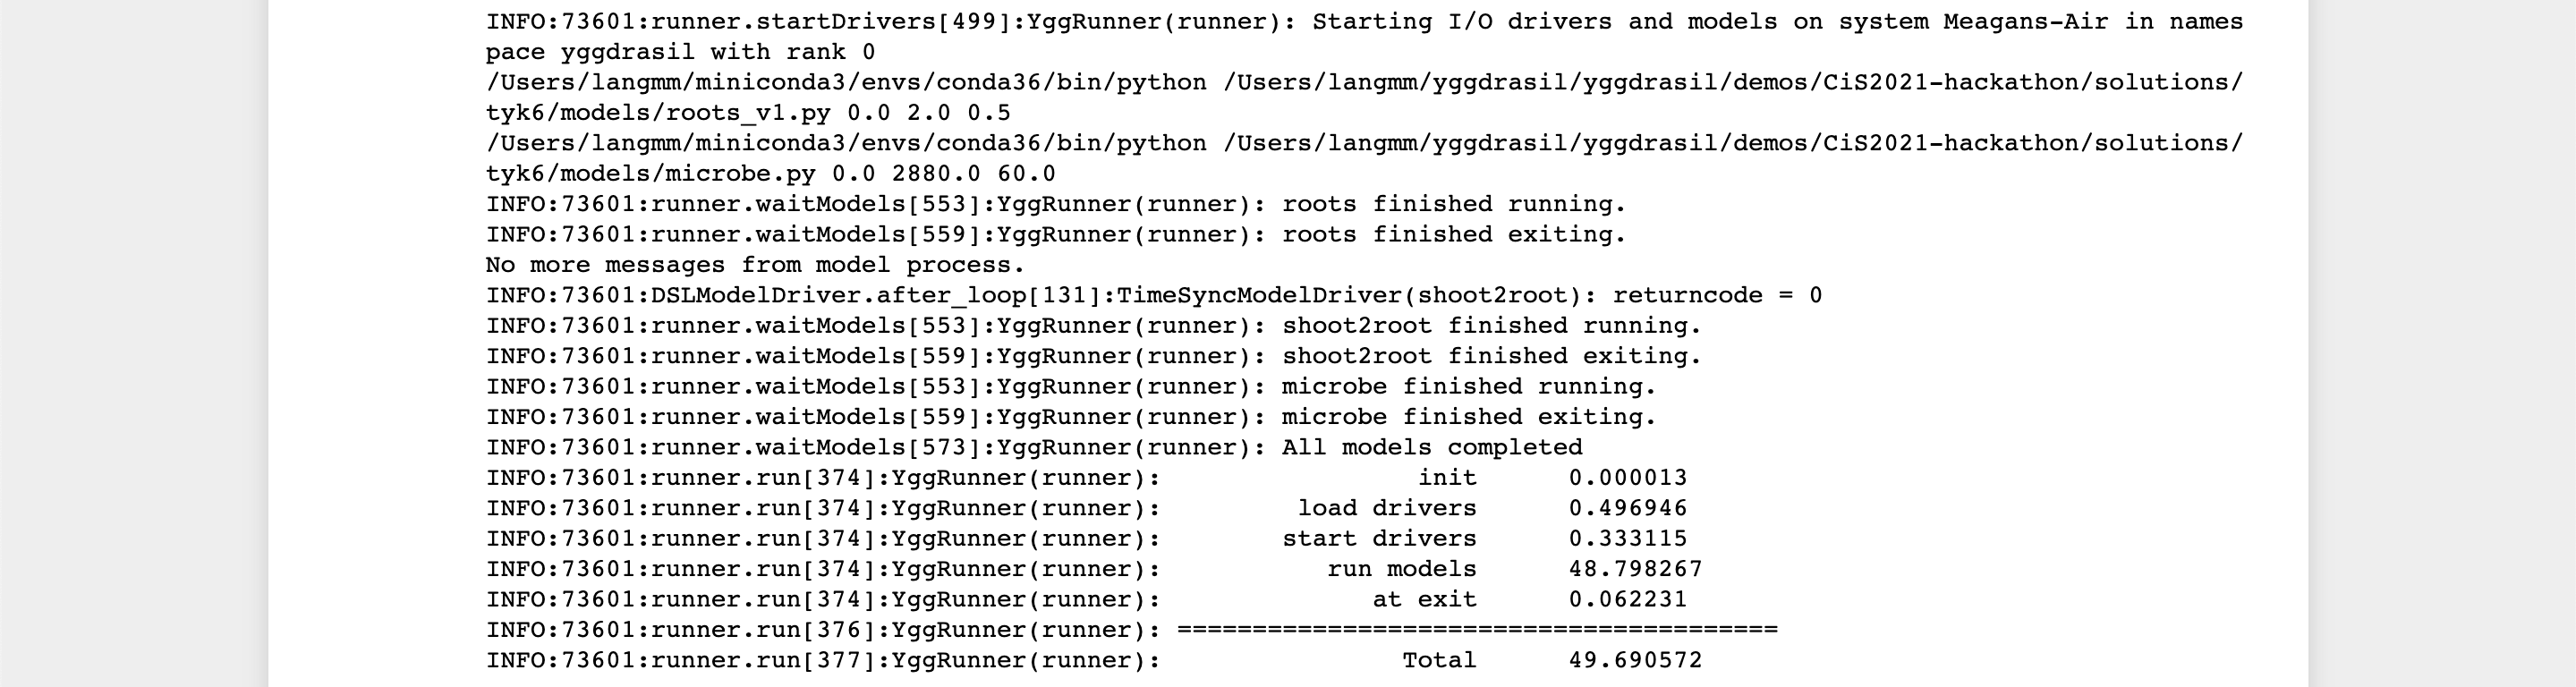 INFO:73601:runner.startDrivers[499]:YggRunner(runner): Starting I/O drivers and models on system Meagans-Air in names
pace yggdrasil with rank 0
/Users/langmm/miniconda3/envs/conda36/bin/python /Users/langmm/yggdrasil/yggdrasil/demos/CiS2021-hackathon/solutions/
tyk6/models/roots_v1.py 0.0 2.0 0.5
/Users/langmm/miniconda3/envs/conda36/bin/python /Users/langmm/yggdrasil/yggdrasil/demos/CiS2021-hackathon/solutions/
tyk6/models/microbe.py 0.0 2880.0 60.0
INFO:73601:runner.waitModels[553]:YggRunner(runner): roots finished running.
INFO:73601:runner.waitModels[559]:YggRunner(runner): roots finished exiting.
No more messages from model process.
INFO:73601:DSLModelDriver.after_loop[131]:TimeSyncModelDriver(shoot2root): returncode = 0
INFO:73601:runner.waitModels[553]:YggRunner(runner): shoot2root finished running.
INFO:73601:runner.waitModels[559]:YggRunner(runner): shoot2root finished exiting.
INFO:73601:runner.waitModels[553]:YggRunner(runner): microbe finished running.
INFO:73601:runner.waitModels[559]:YggRunner(runner): microbe finished exiting.
INFO:73601:runner.waitModels[573]:YggRunner(runner): All models completed
INFO:73601:runner.run[374]:YggRunner(runner):                 init      0.000013
INFO:73601:runner.run[374]:YggRunner(runner):         load drivers      0.496946
INFO:73601:runner.run[374]:YggRunner(runner):        start drivers      0.333115
INFO:73601:runner.run[374]:YggRunner(runner):           run models      48.798267
INFO:73601:runner.run[374]:YggRunner(runner):              at exit      0.062231
INFO:73601:runner.run[376]:YggRunner(runner): ========================================
INFO:73601:runner.run[377]:YggRunner(runner):                Total      49.690572